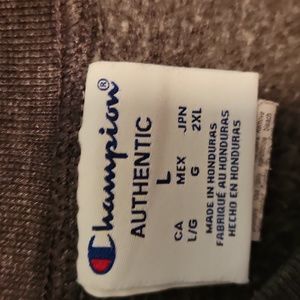 Champion®
AUTHENTIC
L
CA MEX JPN
L/G G 2XL
MADE IN HONDURAS
FABRIQUÉ AU HONDURAS
HECHO EN HONDURAS